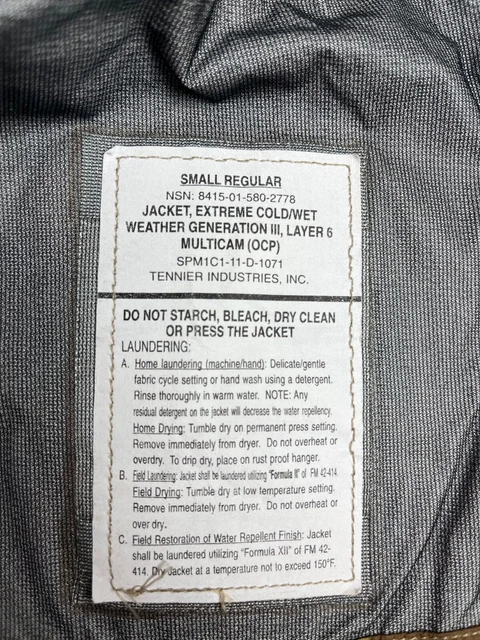 SMALL REGULAR
NSN: 8415-01-580-2778
JACKET, EXTREME COLD/WET
WEATHER GENERATION III, LAYER 6
MULTICAM (OCP)
SPM1C1-11-D-1071
TENNIER INDUSTRIES, INC.
DO NOT STARCH, BLEACH, DRY CLEAN
OR PRESS THE JACKET
LAUNDERING:
A. Home laundering (machine/hand): Delicate/gentle
fabric cycle setting or hand wash using a detergent.
Rinse thoroughly in warm water. NOTE: Any
residual detergent on the jacket will decrease the water repellency.
Home Drying: Tumble dry on permanent press setting.
Remove immediately from dryer. Do not overheat or
overdry. To drip dry, place on rust proof hanger.
B. Field Laundering: Jacket shall be laundered utilizing "Formula II" of FM 42-414.
Field Drying: Tumble dry at low temperature setting.
Remove immediately from dryer. Do not overheat or
over dry.
C. Field Restoration of Water Repellent Finish: Jacket
shall be laundered utilizing "Formula XII" of FM 42-
414. Dry Jacket at a temperature not to exceed 150°F.